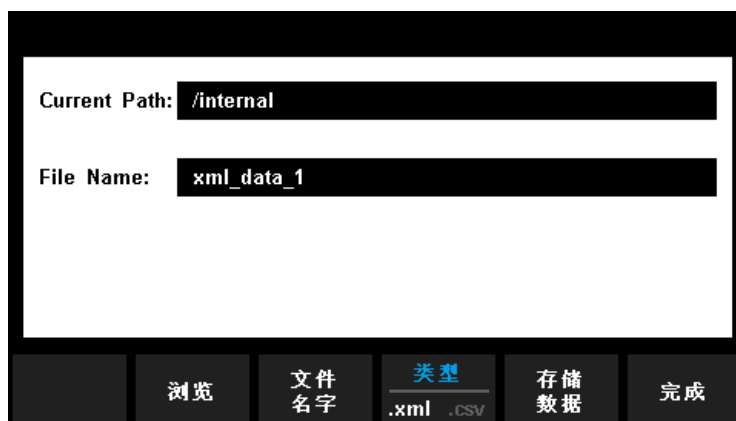 Current Path: /internal
File Name: xml_data_1
浏览
文件
名字
类型
.xml .csv
存储
数据
完成